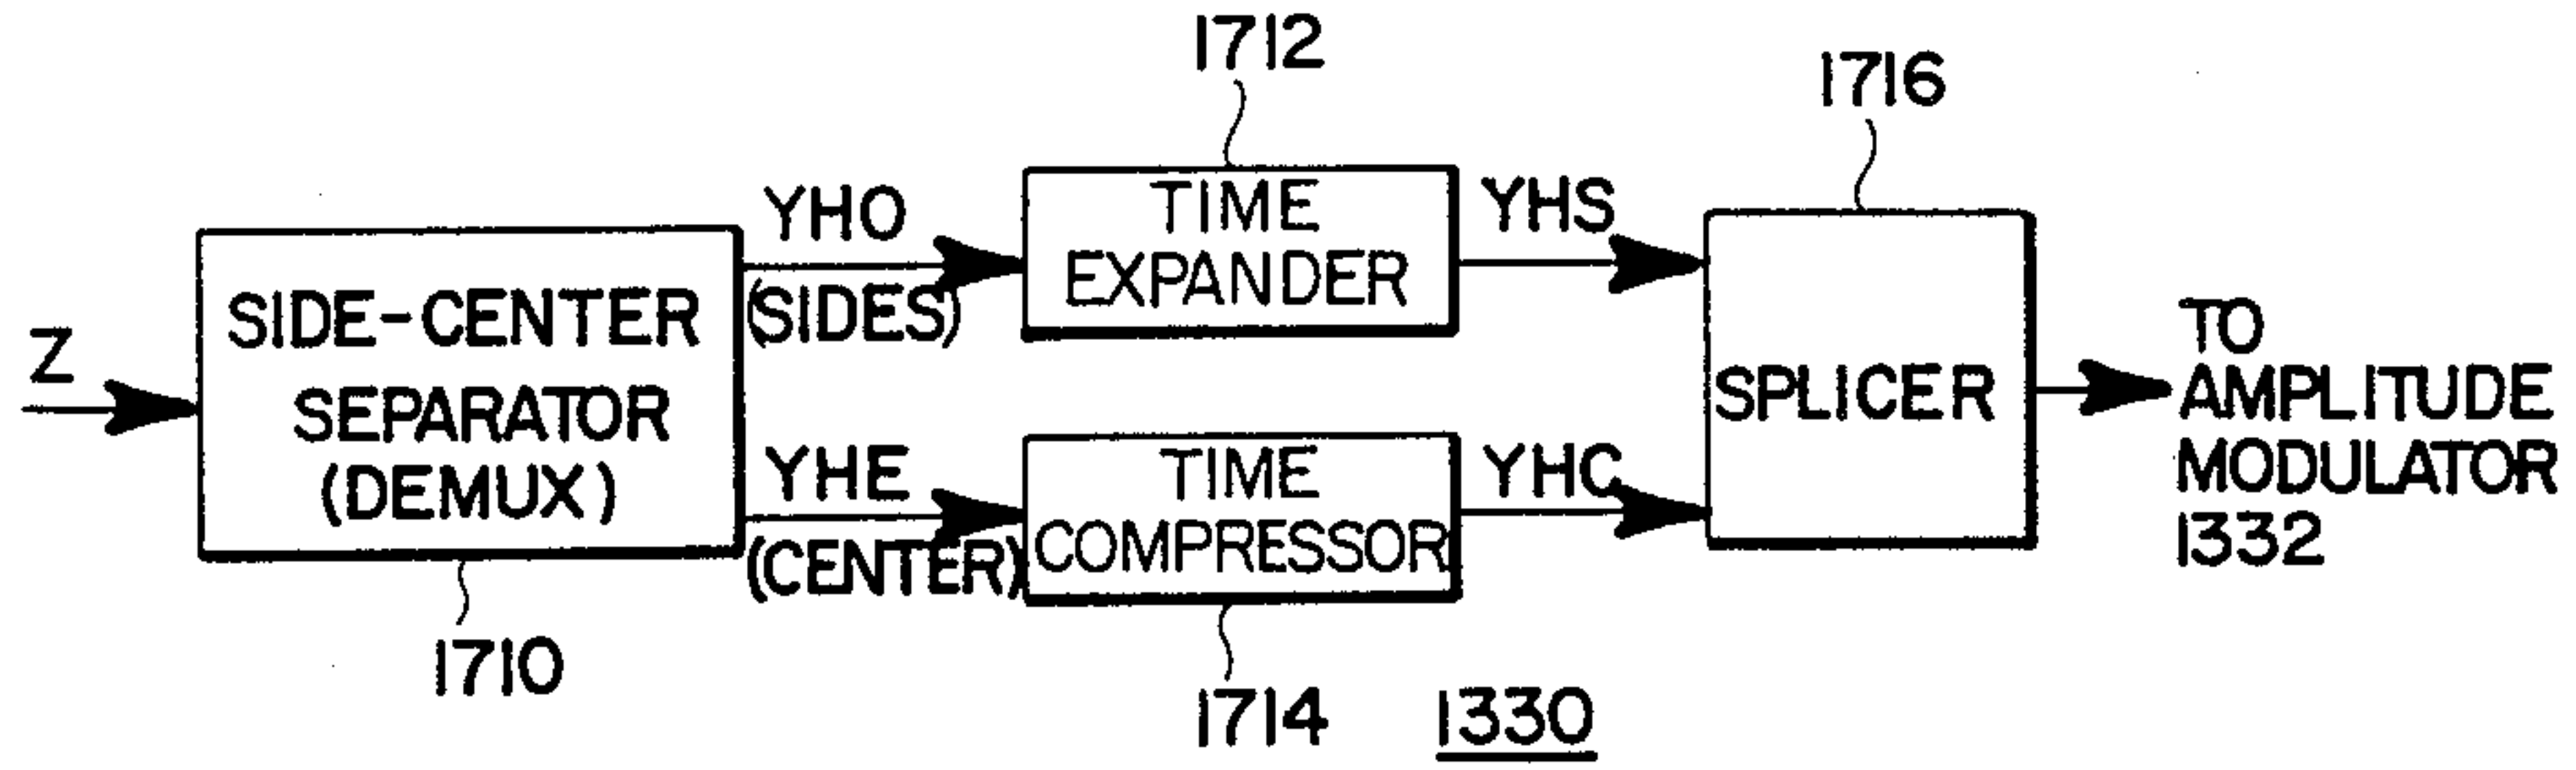 1712
1716
Z
SIDE-CENTER
SEPARATOR
(DEMUX)
1710
YHO
(SIDES)
TIME
EXPANDER
YHS
YHE
(CENTER)
TIME
COMPRESSOR
YHC
1714
SPLICER
TO
AMPLITUDE
MODULATOR
1332
1330